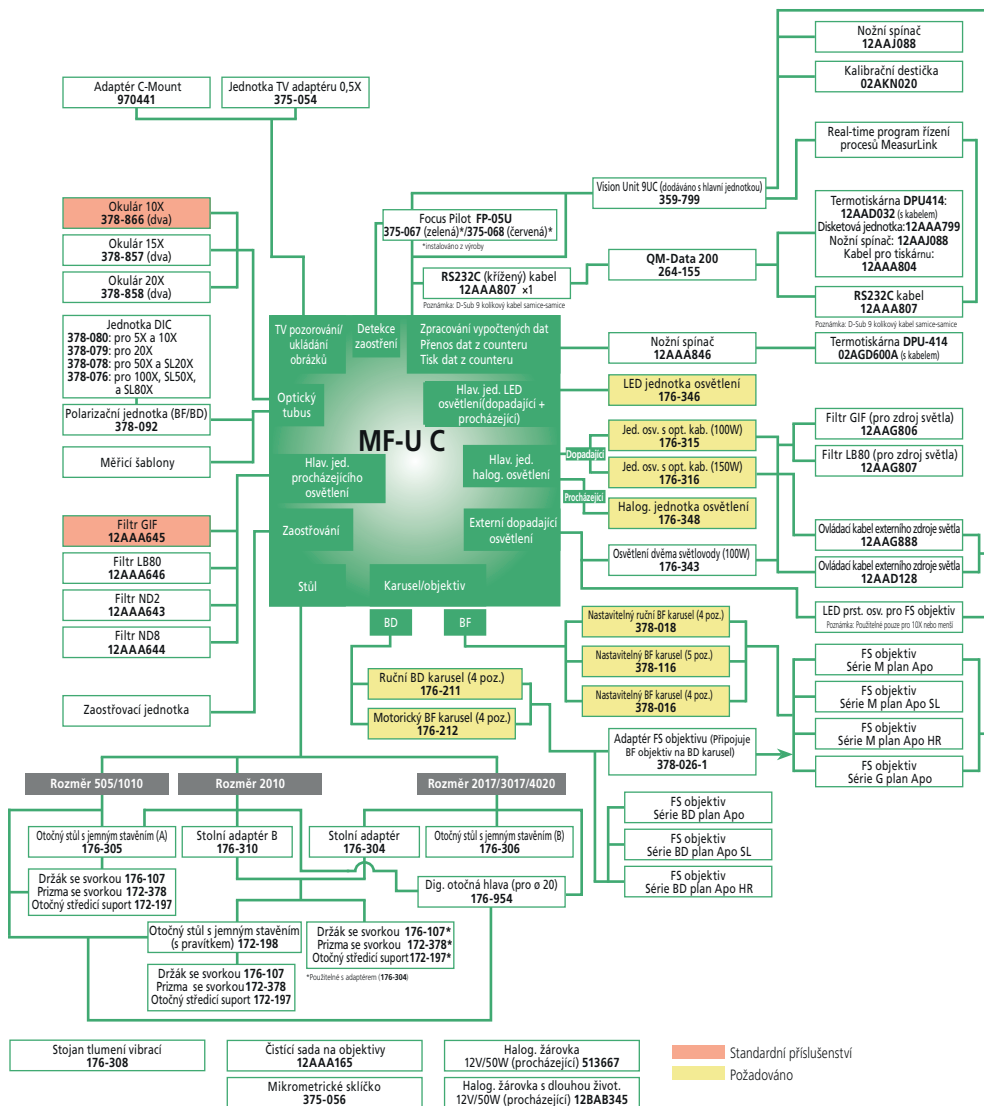 Nožní spínač
12AAJ088
Kalibrační destička
02AKN020
Adaptér C-Mount
970441
Jednotka TV adaptéru 0,5X
375-054
Real-time program řízení
procesů MeasurLink
Vision Unit 9UC (dodáváno s hlavní jednotkou)
359-799
Okulár 10X
378-866 (dva)
Okulár 15X
378-857 (dva)
Okulár 20X
378-858 (dva)
Focus Pilot FP-05U
375-067 (zelená)*/375-068 (červená)*
*instalováno z výroby
Termotiskárna DPU414:
12AAD032 (s kabelem)
Disketová jednotka:12AAA799
Nožní spínač: 12AAJ088
Kabel pro tiskárnu:
12AAA804
QM-Data 200
264-155
RS232C (křížený) kabel
12AAA807 ×1
Poznámka: D-Sub 9 kolíkový kabel samice-samice
RS232C kabel
12AAA807
Poznámka: D-Sub 9 kolíkový kabel samice-samice
Jednotka DIC
378-080: pro 5X a 10X
378-079: pro 20X
378-078: pro 50X a SL20X
378-076: pro 100X, SL50X,
a SL80X
Polarizační jednotka (BF/BD)
378-092
Měřicí šablony
TV pozorování/
ukládání
obrázků
Detekce
zaostření
Zpracování vypočtených dat
Přenos dat z counteru
Tisk dat z counteru
Nožní spínač
12AAA846
Termotiskárna DPU-414
02AGD600A (s kabelem)
Optický
tubus
Hlav. jed. LED
osvětlení(dopadající +
procházející)
LED jednotka osvětlení
176-346
MF-U C
Hlav. jed.
procházejícího
osvětlení
Hlav. jed.
halog. osvětlení
Dopadající
Procházející
Jed. osv. s opt. kab. (100W)
176-315
Jed. osv. s opt. kab. (150W)
176-316
Halog. jednotka osvětlení
176-348
Filtr GIF (pro zdroj světla)
12AAG806
Filtr LB80 (pro zdroj světla)
12AAG807
Filtr GIF
12AAA645
Filtr LB80
12AAA646
Filtr ND2
12AAA643
Filtr ND8
12AAA644
Zaostřování
Externí dopadající
osvětlení
Osvětlení dvěma světlovody (100W)
176-343
Ovládací kabel externího zdroje světla
12AAG888
Ovládací kabel externího zdroje světla
12AAD128
Stůl
Karusel/objektiv
LED prst. osv. pro FS objektiv
Poznámka: Použitelné pouze pro 10X nebo menší
BD
BF
Nastavitelný ruční BF karusel (4 poz.)
378-018
Nastavitelný BF karusel (5 poz.)
378-116
Nastavitelný BF karusel (4 poz.)
378-016
Ruční BD karusel (4 poz.)
176-211
Motorický BF karusel (4 poz.)
176-212
Zaostřovací jednotka
FS objektiv
Série M plan Apo
FS objektiv
Série M plan Apo SL
FS objektiv
Série M plan Apo HR
FS objektiv
Série G plan Apo
Adaptér FS objektivu (Připojuje
BF objektiv na BD karusel)
378-026-1
FS objektiv
Série BD plan Apo
FS objektiv
Série BD plan Apo SL
FS objektiv
Série BD plan Apo HR
Rozměr 505/1010
Rozměr 2010
Rozměr 2017/3017/4020
Otočný stůl s jemným stavěním (A)
176-305
Stolní adaptér B
176-310
Stolní adaptér
176-304
Otočný stůl s jemným stavěním (B)
176-306
Držák se svorkou 176-107
Prizma se svorkou 172-378
Otočný středicí suport 172-197
Dig. otočná hlava (pro ø 20)
176-954
Otočný stůl s jemným stavěním
(s pravítkem) 172-198
Držák se svorkou 176-107*
Prizma se svorkou 172-378*
Otočný středicí suport172-197*
*Použitelné s adaptérem (176-304)
Držák se svorkou 176-107
Prizma se svorkou172-378
Otočný středicí suport 172-197
Stojan tlumení vibrací
176-308
Čistící sada na objektivy
12AAA165
Mikrometrické sklíčko
375-056
Halog. žárovka
12V/50W (procházející) 513667
Halog. žárovka s dlouhou život.
12V/50W (procházející) 12BAB345
Standardní příslušenství
Požadováno